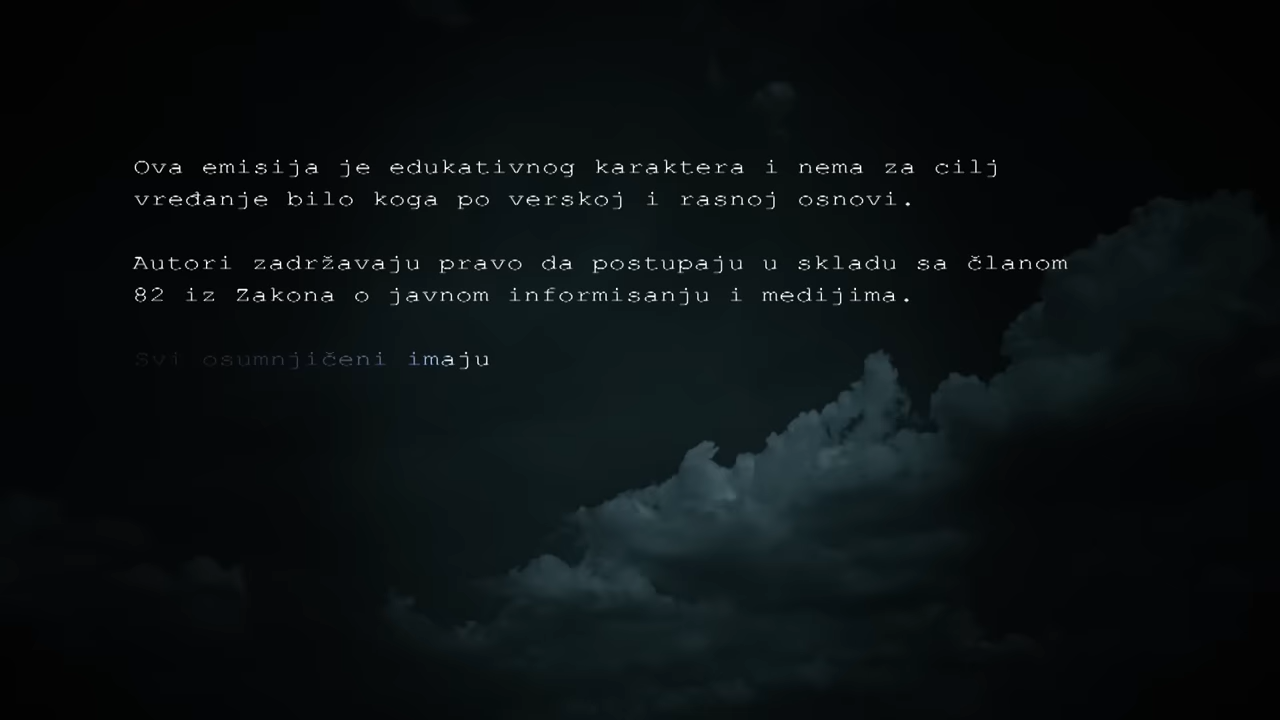 Ova emisija je edukativnog karaktera i nema za cilj
vređanje bilo koga po verskoj i rasnoj osnovi.
Autori zadržavaju pravo da postupaju u skladu sa članom
82 iz Zakona o javnom informisanju i medijima.
Svi osumnjičeni imaju